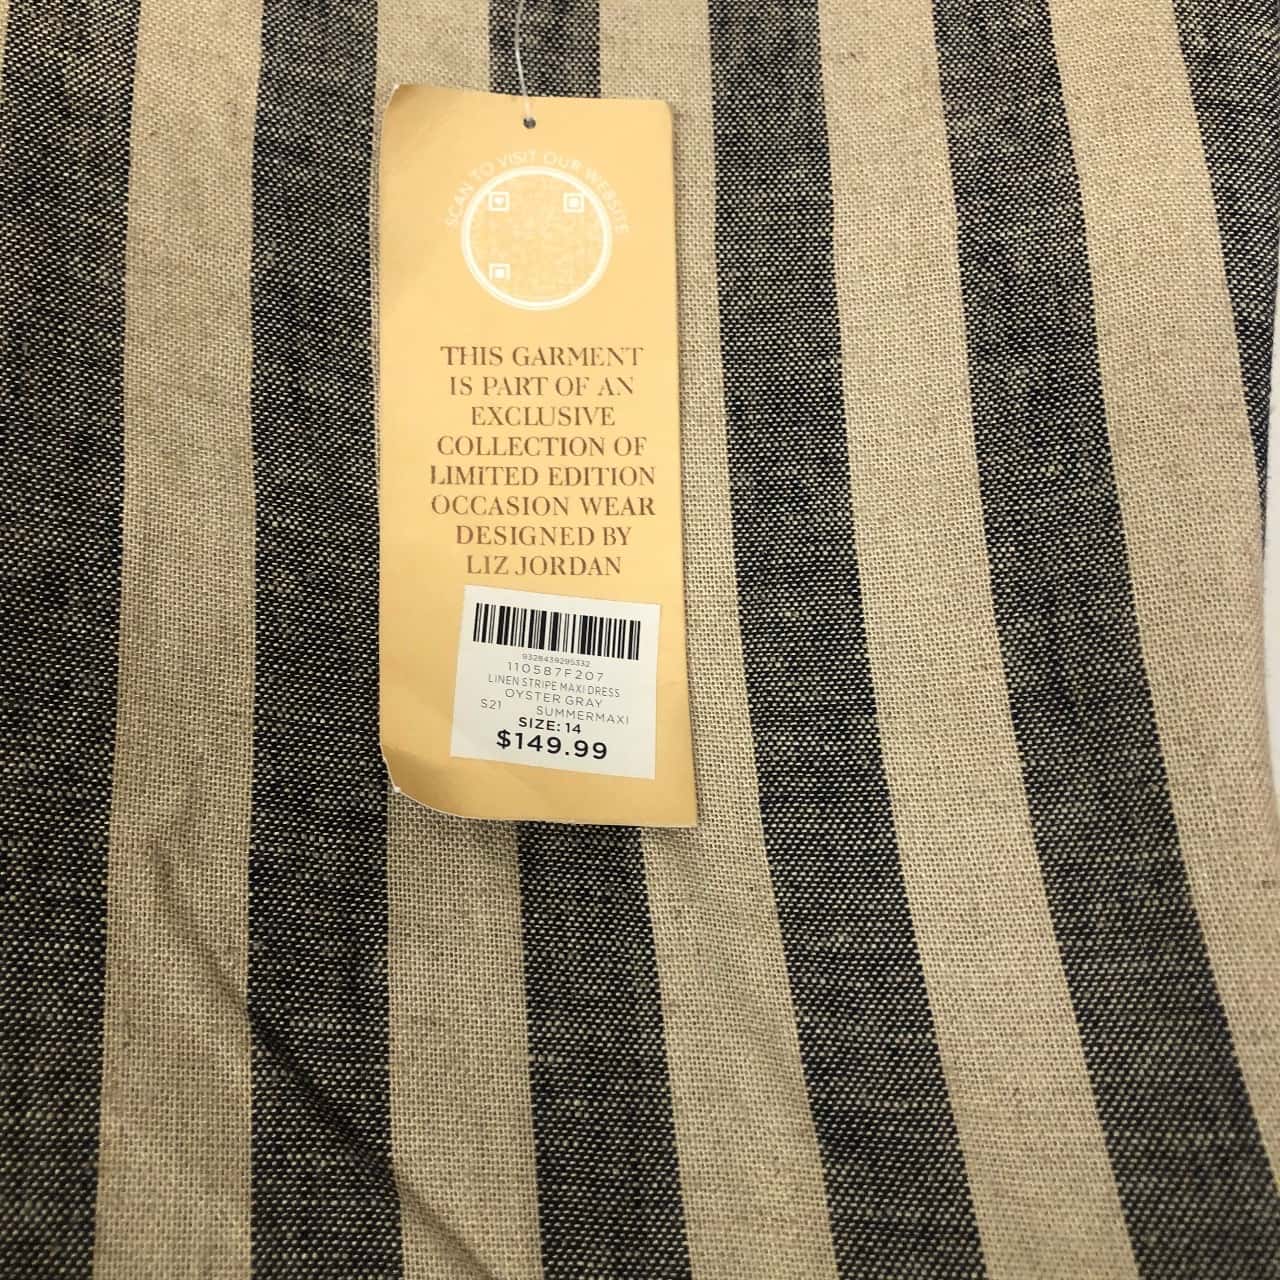 SCAN TO VISIT OUR WEBSITE
THIS GARMENT
IS PART OF AN
EXCLUSIVE
COLLECTION OF
LIMITED EDITION
OCCASION WEAR
DESIGNED BY
LIZ JORDAN
9328439295332
110587F207
LINEN STRIPE MAXI DRESS
OYSTER GRAY
S21 SUMMERMAXI
SIZE: 14
$149.99